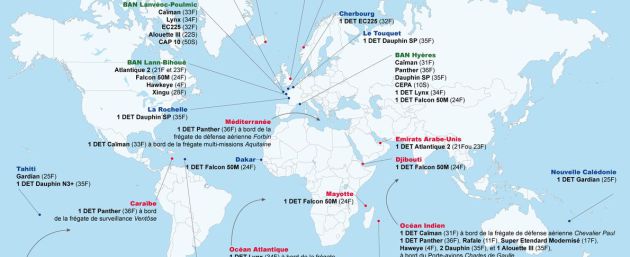 BAN Lanvéoc-Poulmic
Caïman (33F)
Lynx (34F)
EC225 (32F)
Alouette III (22S)
CAP 10 (50S)
Cherbourg
1 DET EC225 (32F)
Le Touquet
1 DET Dauphin SP (35F)
BAN Lann-Bihoué
Atlantique 2 (21F et 23F)
Falcon 50M (24F)
Hawkeye (4F)
Xingu (28F)
BAN Hyères
Caïman (31F)
Panther (36F)
Dauphin SP (35F)
CEPA (10S)
1 DET Lynx (34F)
1 DET Falcon 50M (24F)
La Rochelle
1 DET Dauphin SP (35F)
Méditerranée
1 DET Panther (36F) à bord de la
frégate de défense aérienne Forbin
1 DET Caïman (33F) à bord de la frégate multi-missions Aquitaine
Emirats Arabe-Unis
1 DET Atlantique 2 (21Fou 23F)
Tahiti
Gardian (25F)
1 DET Dauphin N3+ (35F)
Dakar
1 DET Falcon 50M (24F)
Djibouti
1 DET Falcon 50M (24F)
Nouvelle Calédonie
1 DET Gardian (25F)
Caraïbe
1 DET Panther (36F) à bord
de la frégate de surveillance Ventôse
Mayotte
1 DET Falcon 50M (24F)
Océan Atlantique
1 DET Lynx (34F) à bord de la
Océan Indien
1 DET Caïman (31F) à bord de la frégate de défense aérienne Chevalier Paul
1 DET Panther (36F), Rafale (11F), Super Etendard Modernisé (17F),
Haweye (4F), 2 Dauphin (35F), et 1 Alouette III (35F),
à bord du Porte-avions Charles de Gaulle